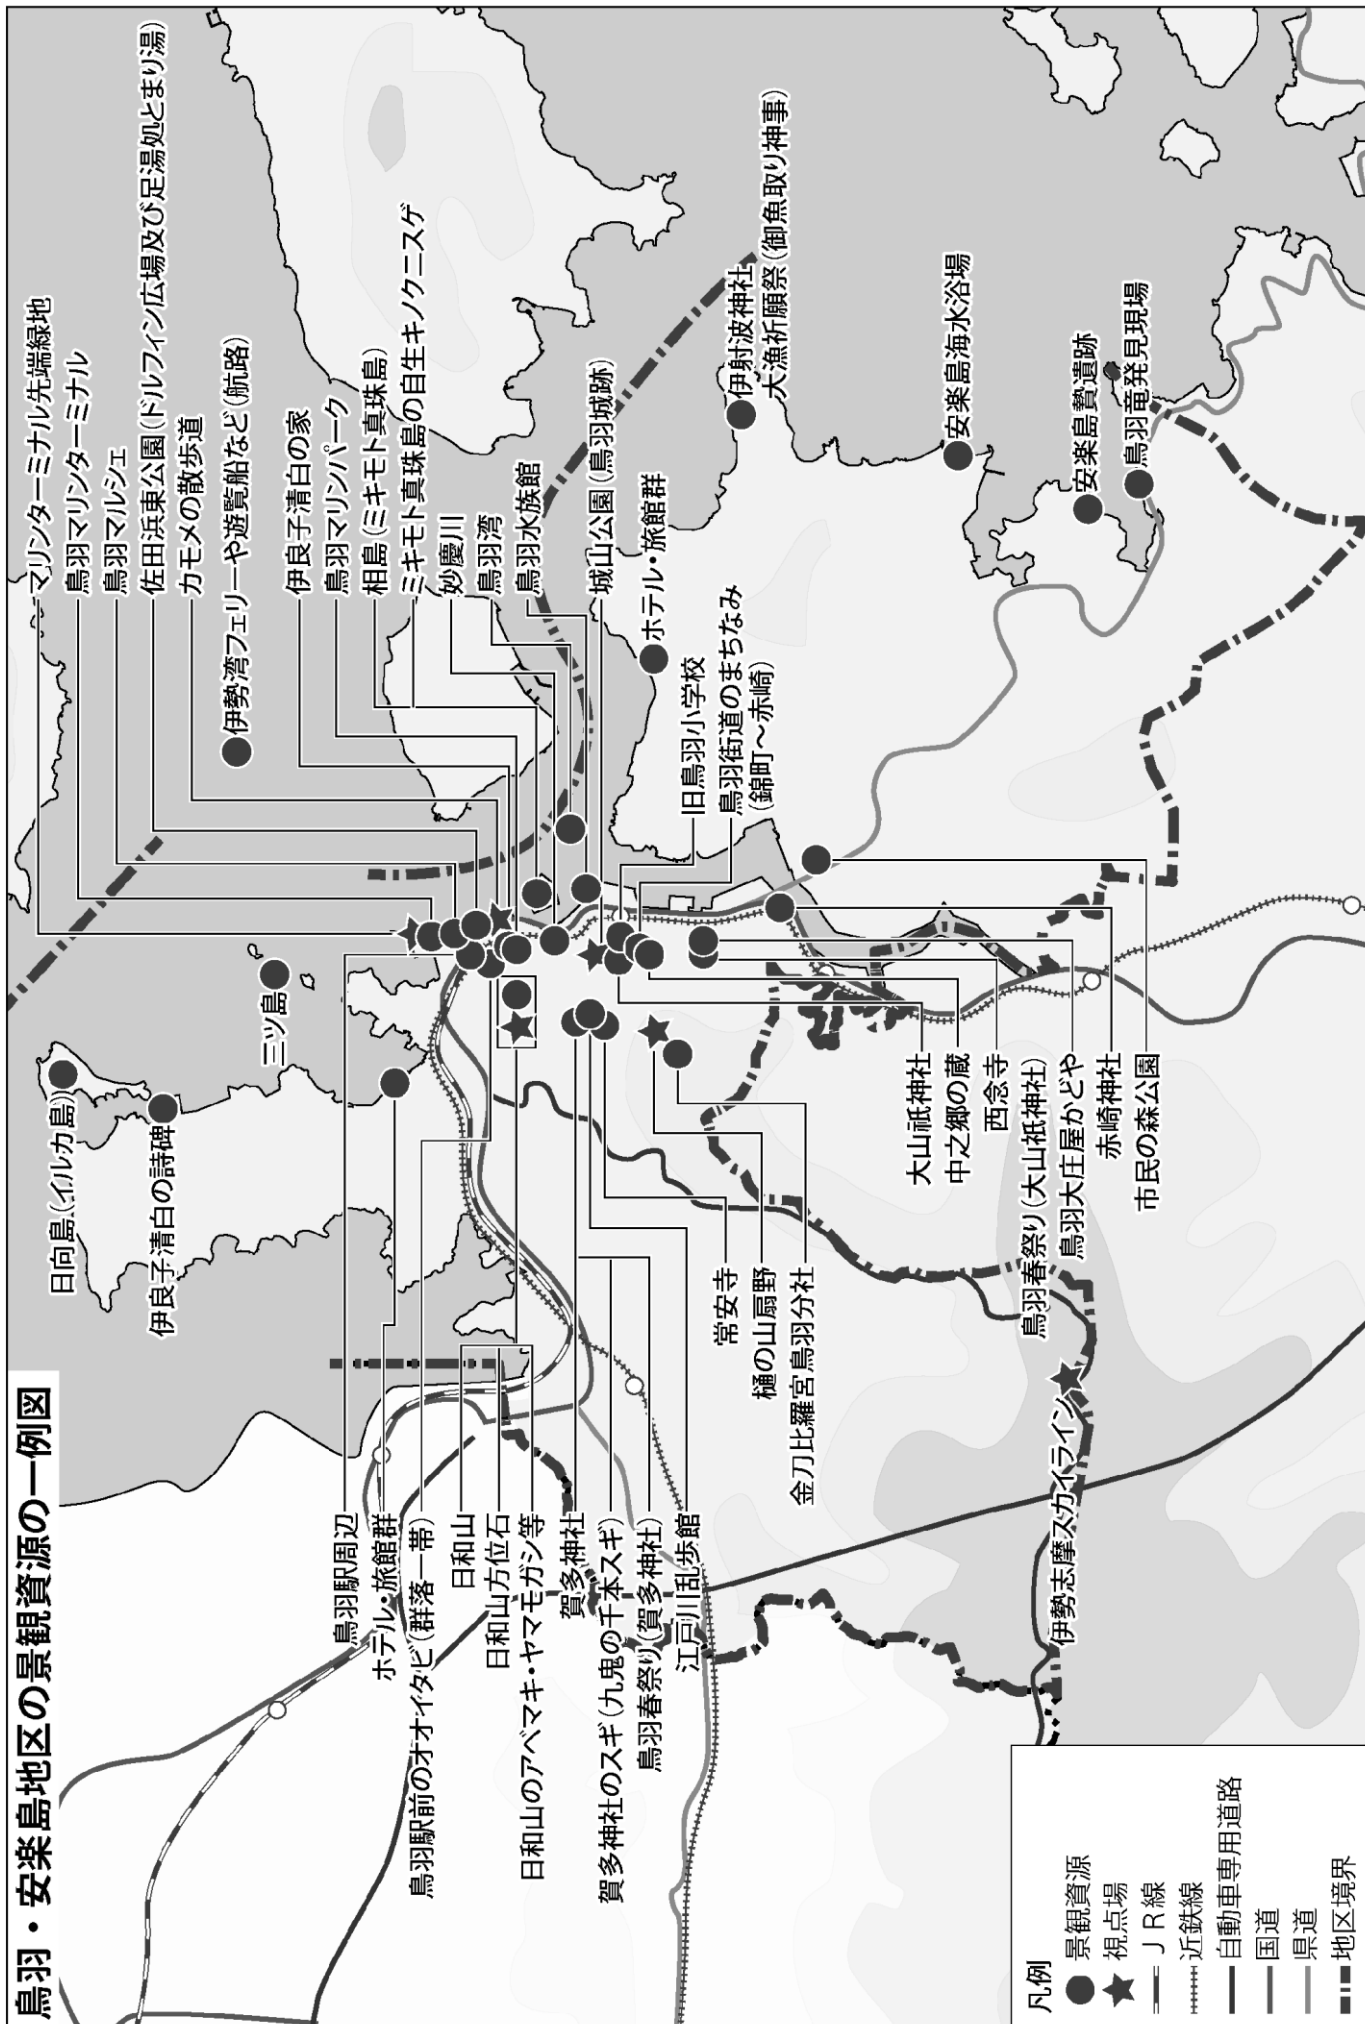 鳥羽・安楽島地区の景観資源の一例図
マリンターミナル先端緑地
鳥羽マリンターミナル
鳥羽マルシェ
佐田浜東公園(ドルフィン広場及び足湯処とまり湯)
カモメの散歩道
伊勢湾フェリーや遊覧船など(航路)
伊良子清白の家
鳥羽マリンパーク
相島(ミキモト真珠島)
ミキモト真珠島の自生キノクニスゲ
妙慶川
鳥羽湾
鳥羽水族館
城山公園(鳥羽城跡)
ホテル・旅館群
旧鳥羽小学校
鳥羽街道のまちなみ
(錦町～赤崎)
伊射波神社
大漁祈願祭(御魚取り神事)
安楽島海水浴場
安楽島贄遺跡
鳥羽竜発見現場
日向島(イルカ島)
伊良子清白の詩碑
三ツ島
鳥羽駅周辺
ホテル・旅館群
鳥羽駅前のオオイタビ(群落一帯)
日和山
日和山方位石
日和山のアベマキ・ヤマモガシ等
賀多神社
賀多神社のスギ(九鬼の千本スギ)
鳥羽春祭り(賀多神社)
江戸川乱歩館
常安寺
樋の山扇野
金刀比羅宮鳥羽分社
大山祇神社
中之郷の蔵
西念寺
鳥羽春祭り(大山祇神社)
鳥羽大庄屋かどや
赤崎神社
市民の森公園
伊勢志摩スカイライン
凡例
景観資源
視点場
ＪＲ線
近鉄線
自動車専用道路
国道
県道
地区境界